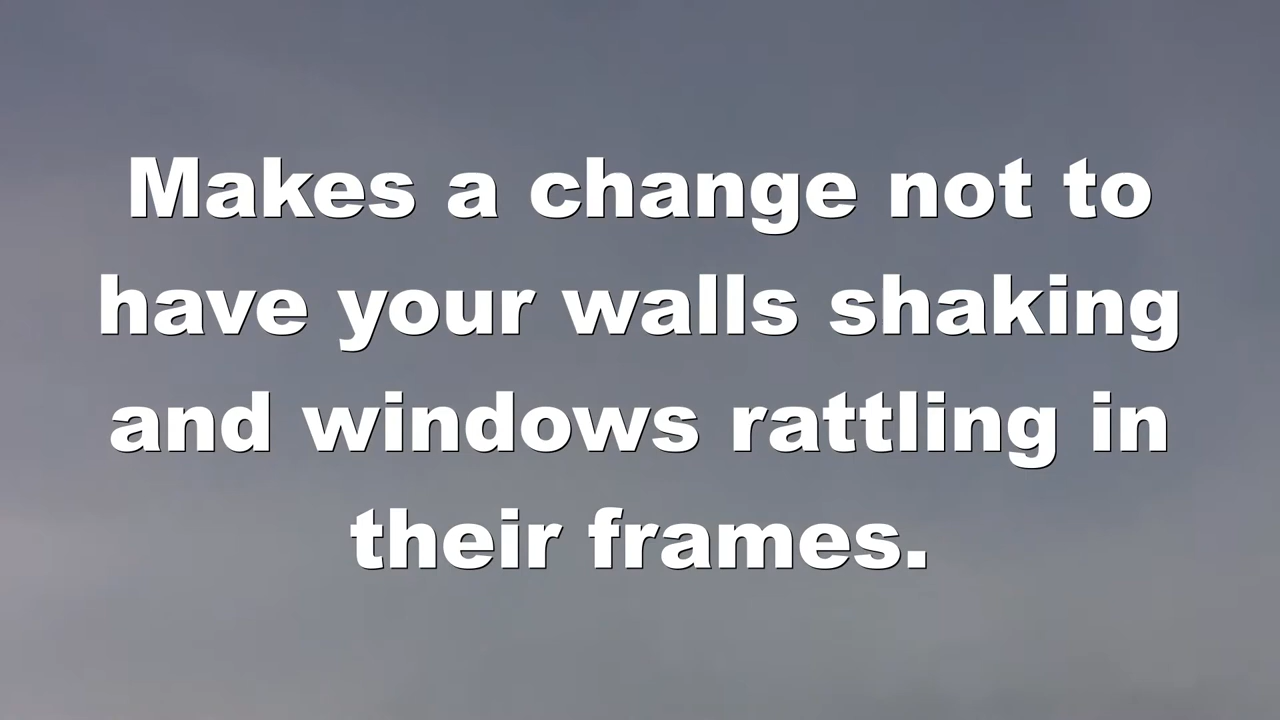 Makes a change not to
have your walls shaking
and windows rattling in
their frames.